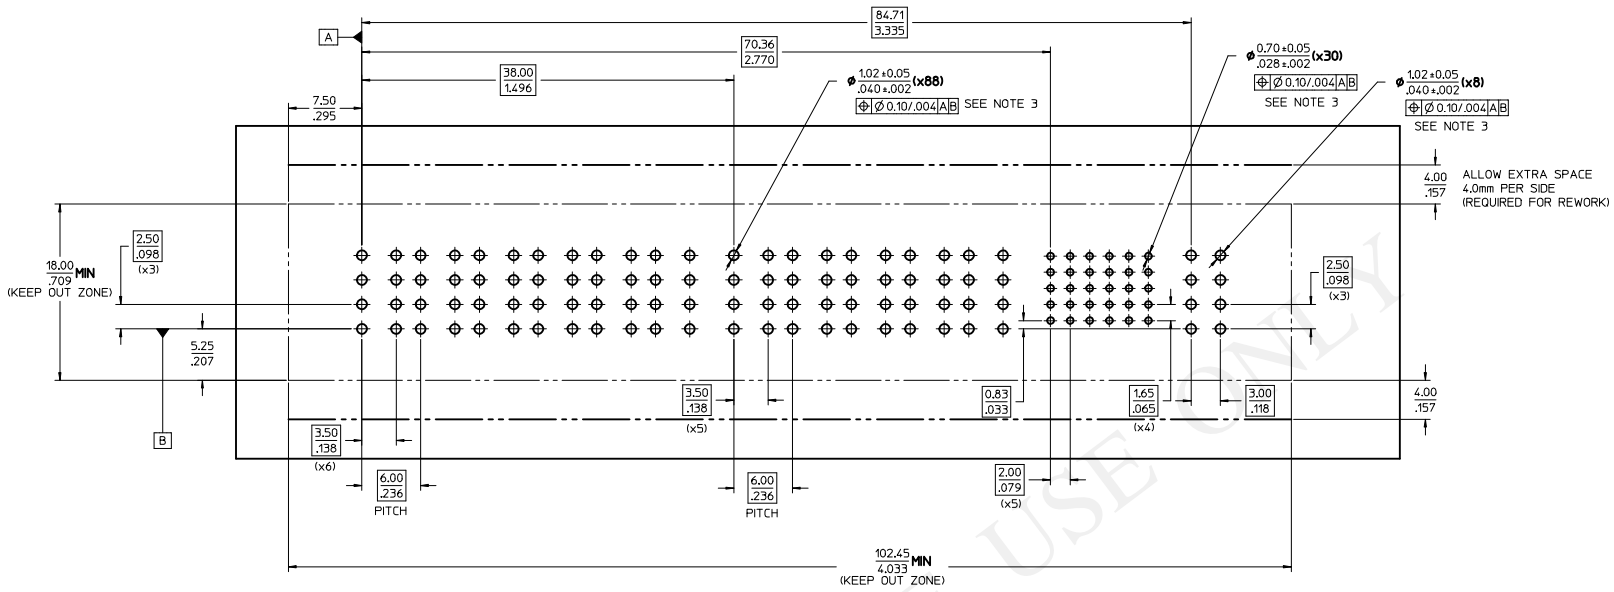 84.71
3.335
A
70.36
2.770
38.00
1.496
7.50
.295
⌀ 1.02 ±0.05 (x88)
.040 ±.002
⌖ ⌀ 0.10/.004 A B SEE NOTE 3
⌀ 0.70 ±0.05 (x30)
.028 ±.002
⌖ ⌀ 0.10/.004 A B
SEE NOTE 3
⌀ 1.02 ±0.05 (x8)
.040 ±.002
⌖ ⌀ 0.10/.004 A B
SEE NOTE 3
4.00
.157
ALLOW EXTRA SPACE
4.0mm PER SIDE
(REQUIRED FOR REWORK)
2.50
.098
(x3)
18.00 MIN
.709
(KEEP OUT ZONE)
2.50
.098
(x3)
5.25
.207
B
3.50
.138
(x6)
6.00
.236
PITCH
3.50
.138
(x5)
6.00
.236
PITCH
0.83
.033
1.65
.065
(x4)
3.00
.118
4.00
.157
2.00
.079
(x5)
102.45 MIN
4.033
(KEEP OUT ZONE)
USE ONLY